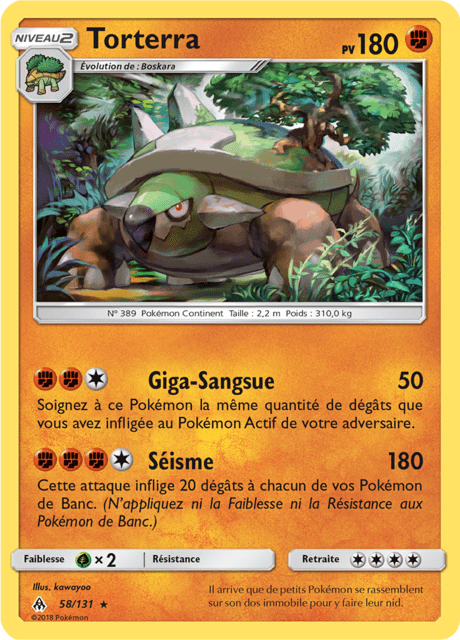 NIVEAU 2
Torterra
PV 180
Évolution de : Boskara
N° 389 Pokémon Continent Taille : 2,2 m Poids : 310,0 kg
Giga-Sangsue 50
Soignez à ce Pokémon la même quantité de dégâts que
vous avez infligée au Pokémon Actif de votre adversaire.
Séisme 180
Cette attaque inflige 20 dégâts à chacun de vos Pokémon
de Banc. (N'appliquez ni la Faiblesse ni la Résistance aux
Pokémon de Banc.)
Faiblesse ×2 Résistance Retraite
Illus. kawayoo
58/131 ★
©2018 Pokémon
Il arrive que de petits Pokémon se rassemblent
sur son dos immobile pour y faire leur nid.